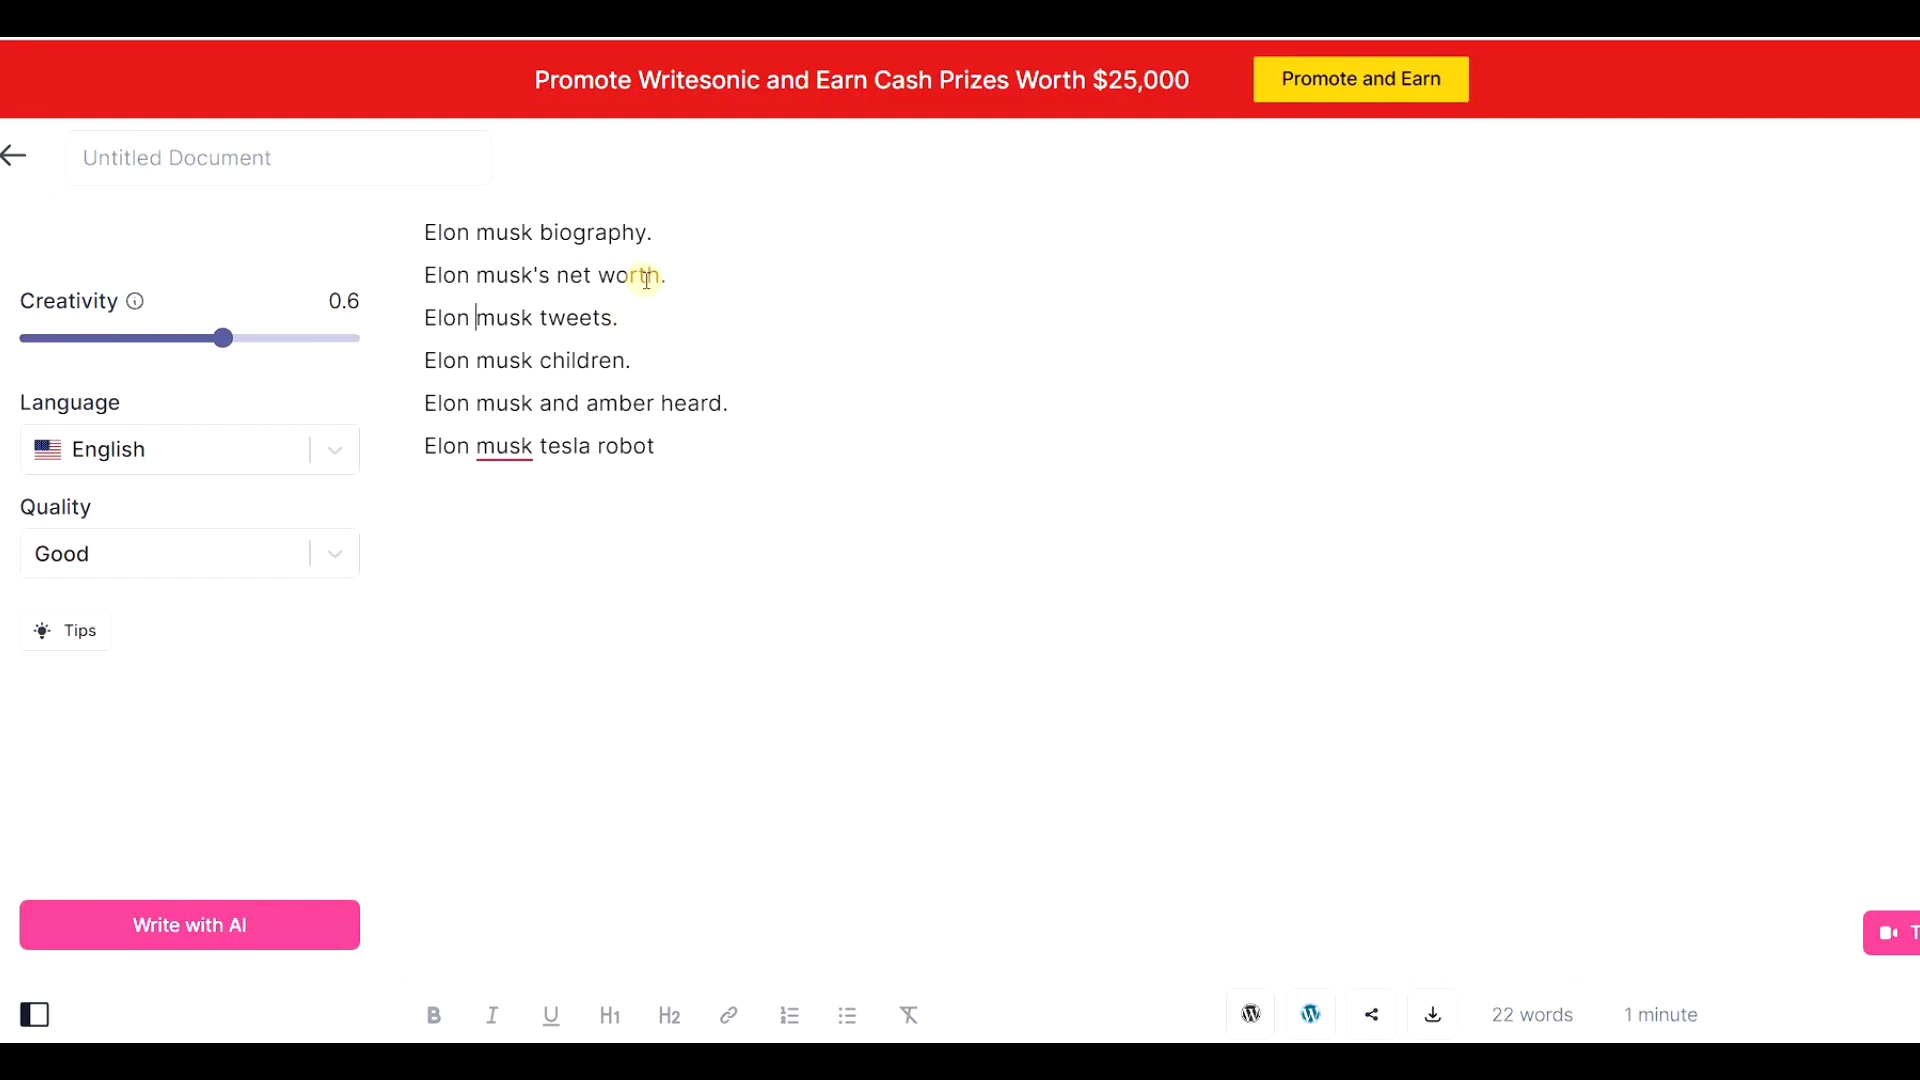 Promote Writesonic and Earn Cash Prizes Worth $25,000
Promote and Earn
Untitled Document
Elon musk biography.
Elon musk's net worth.
Elon musk tweets.
Elon musk children.
Elon musk and amber heard.
Elon musk tesla robot
Creativity
0.6
Language
English
Quality
Good
Tips
Write with AI
T
B I U H1 H2
22 words
1 minute